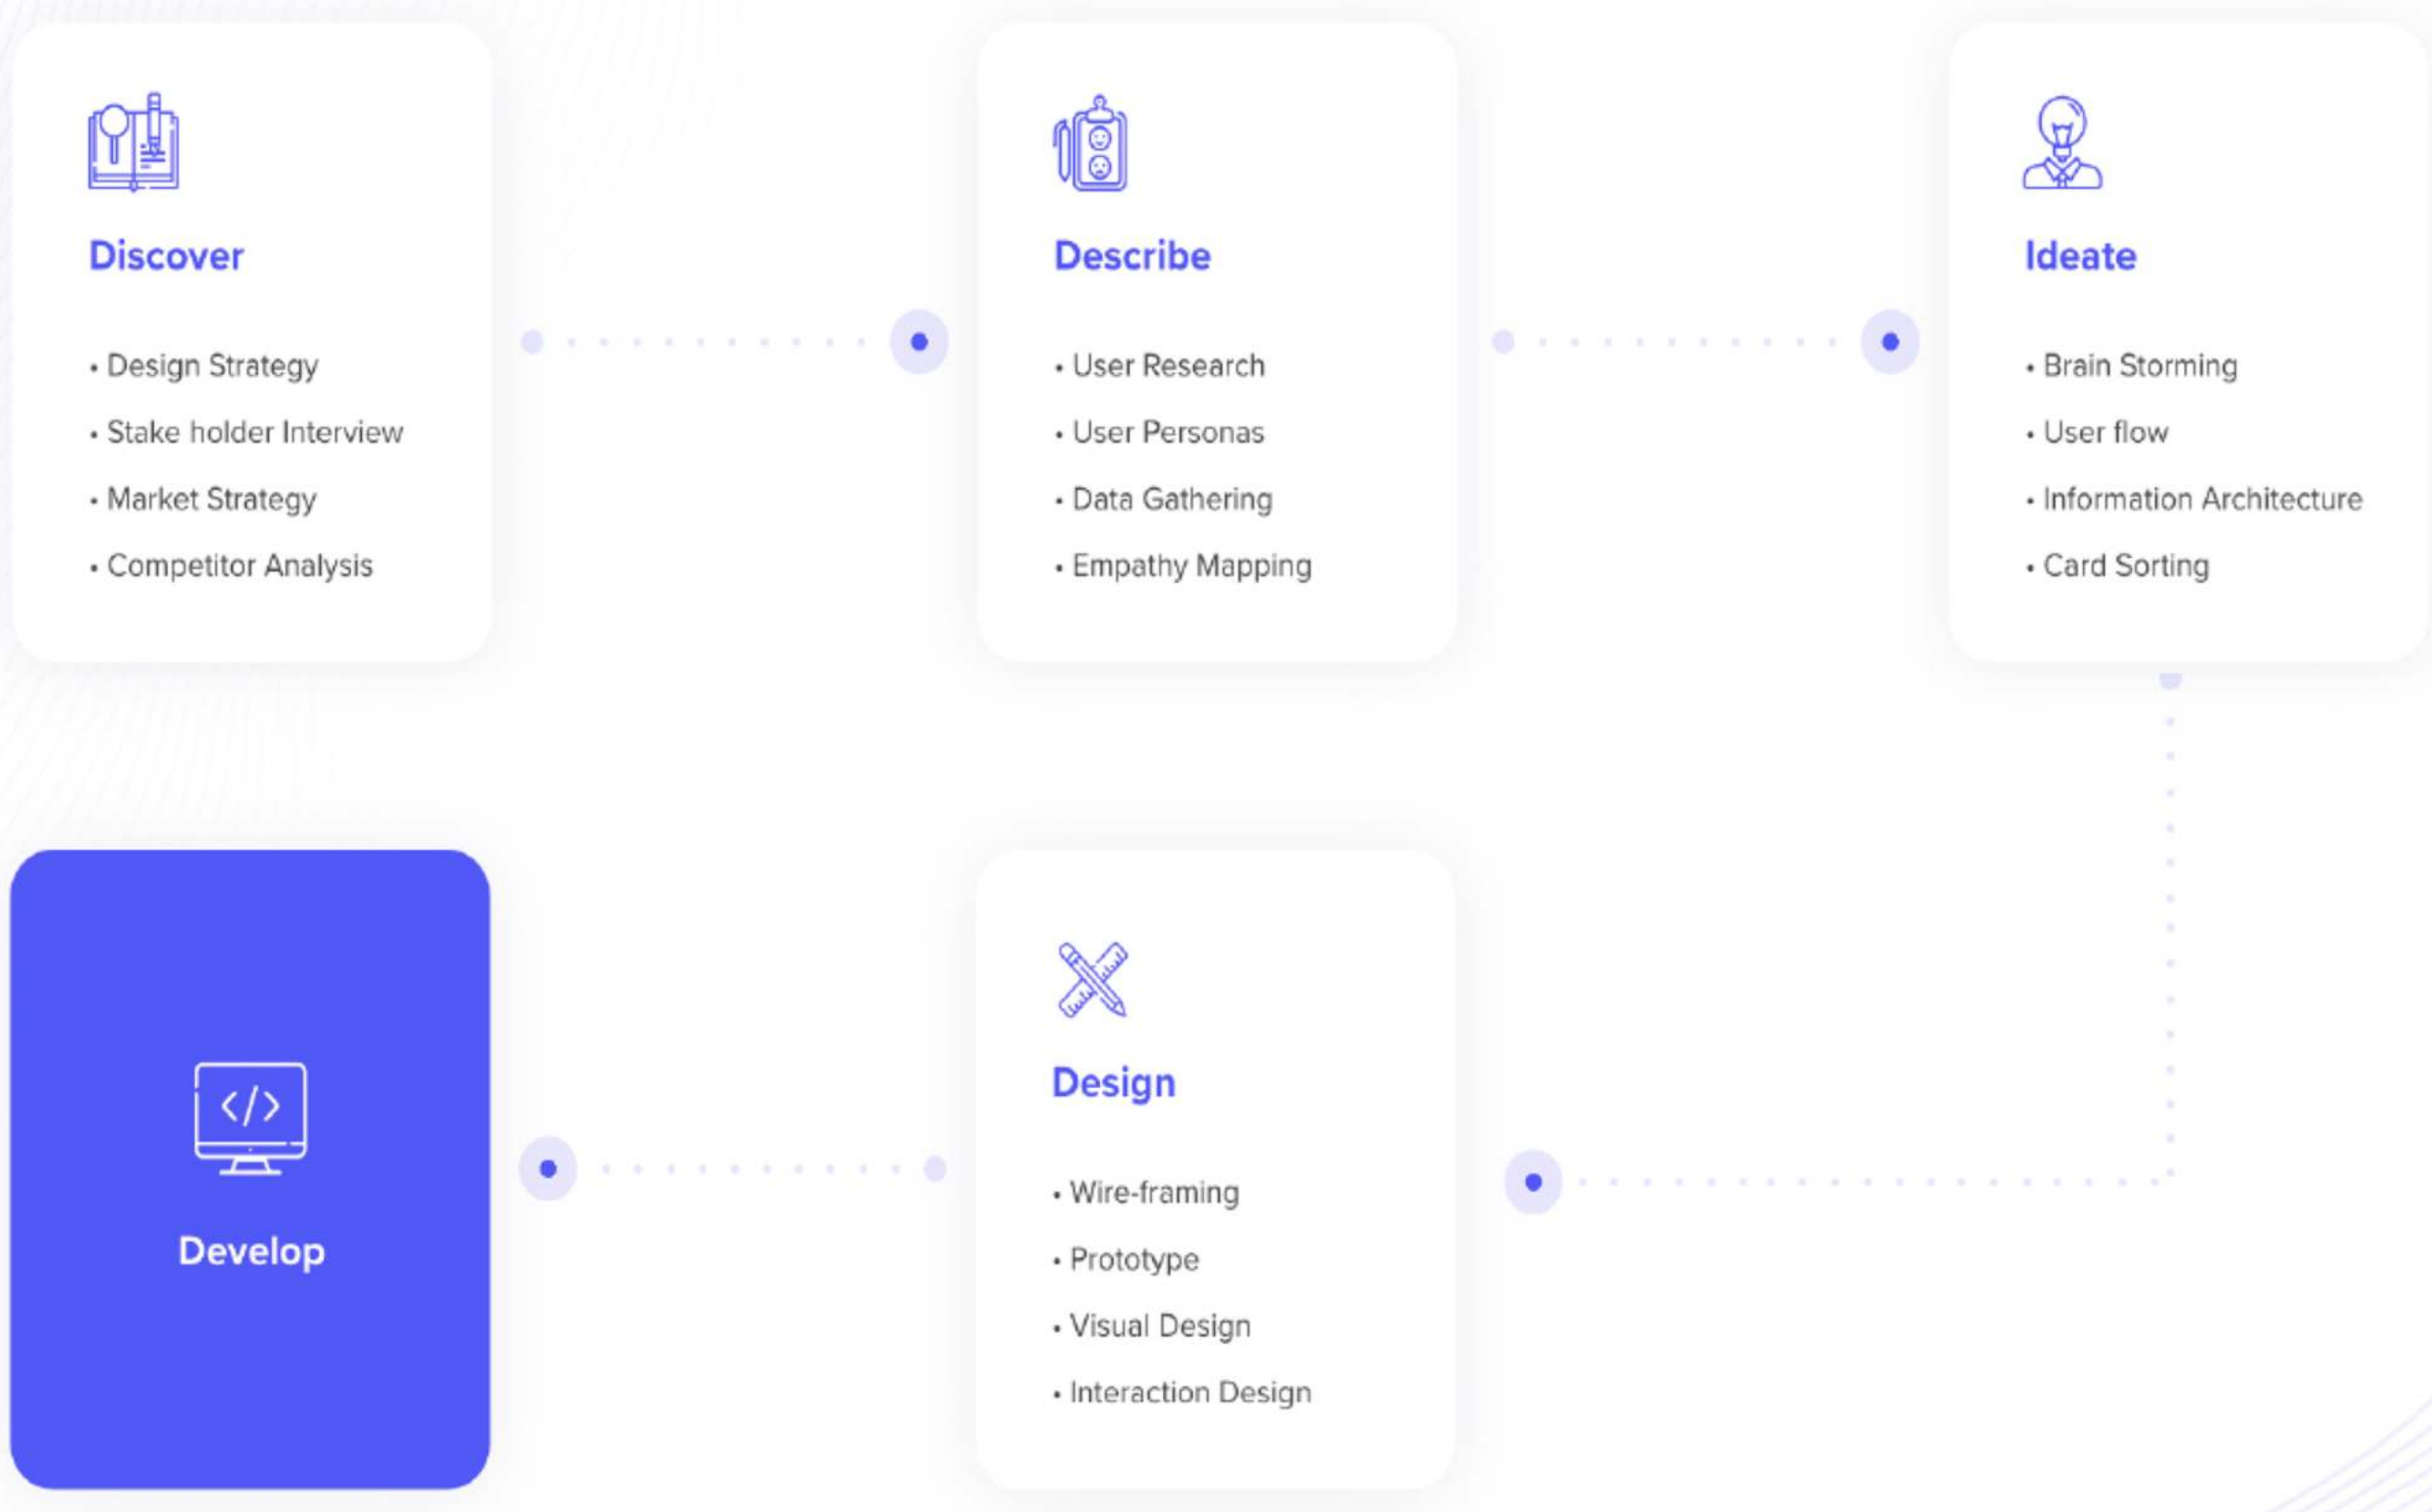 Discover
• Design Strategy
• Stake holder Interview
• Market Strategy
• Competitor Analysis
Describe
• User Research
• User Personas
• Data Gathering
• Empathy Mapping
Ideate
• Brain Storming
• User flow
• Information Architecture
• Card Sorting
Design
• Wire-framing
• Prototype
• Visual Design
• Interaction Design
</>
Develop